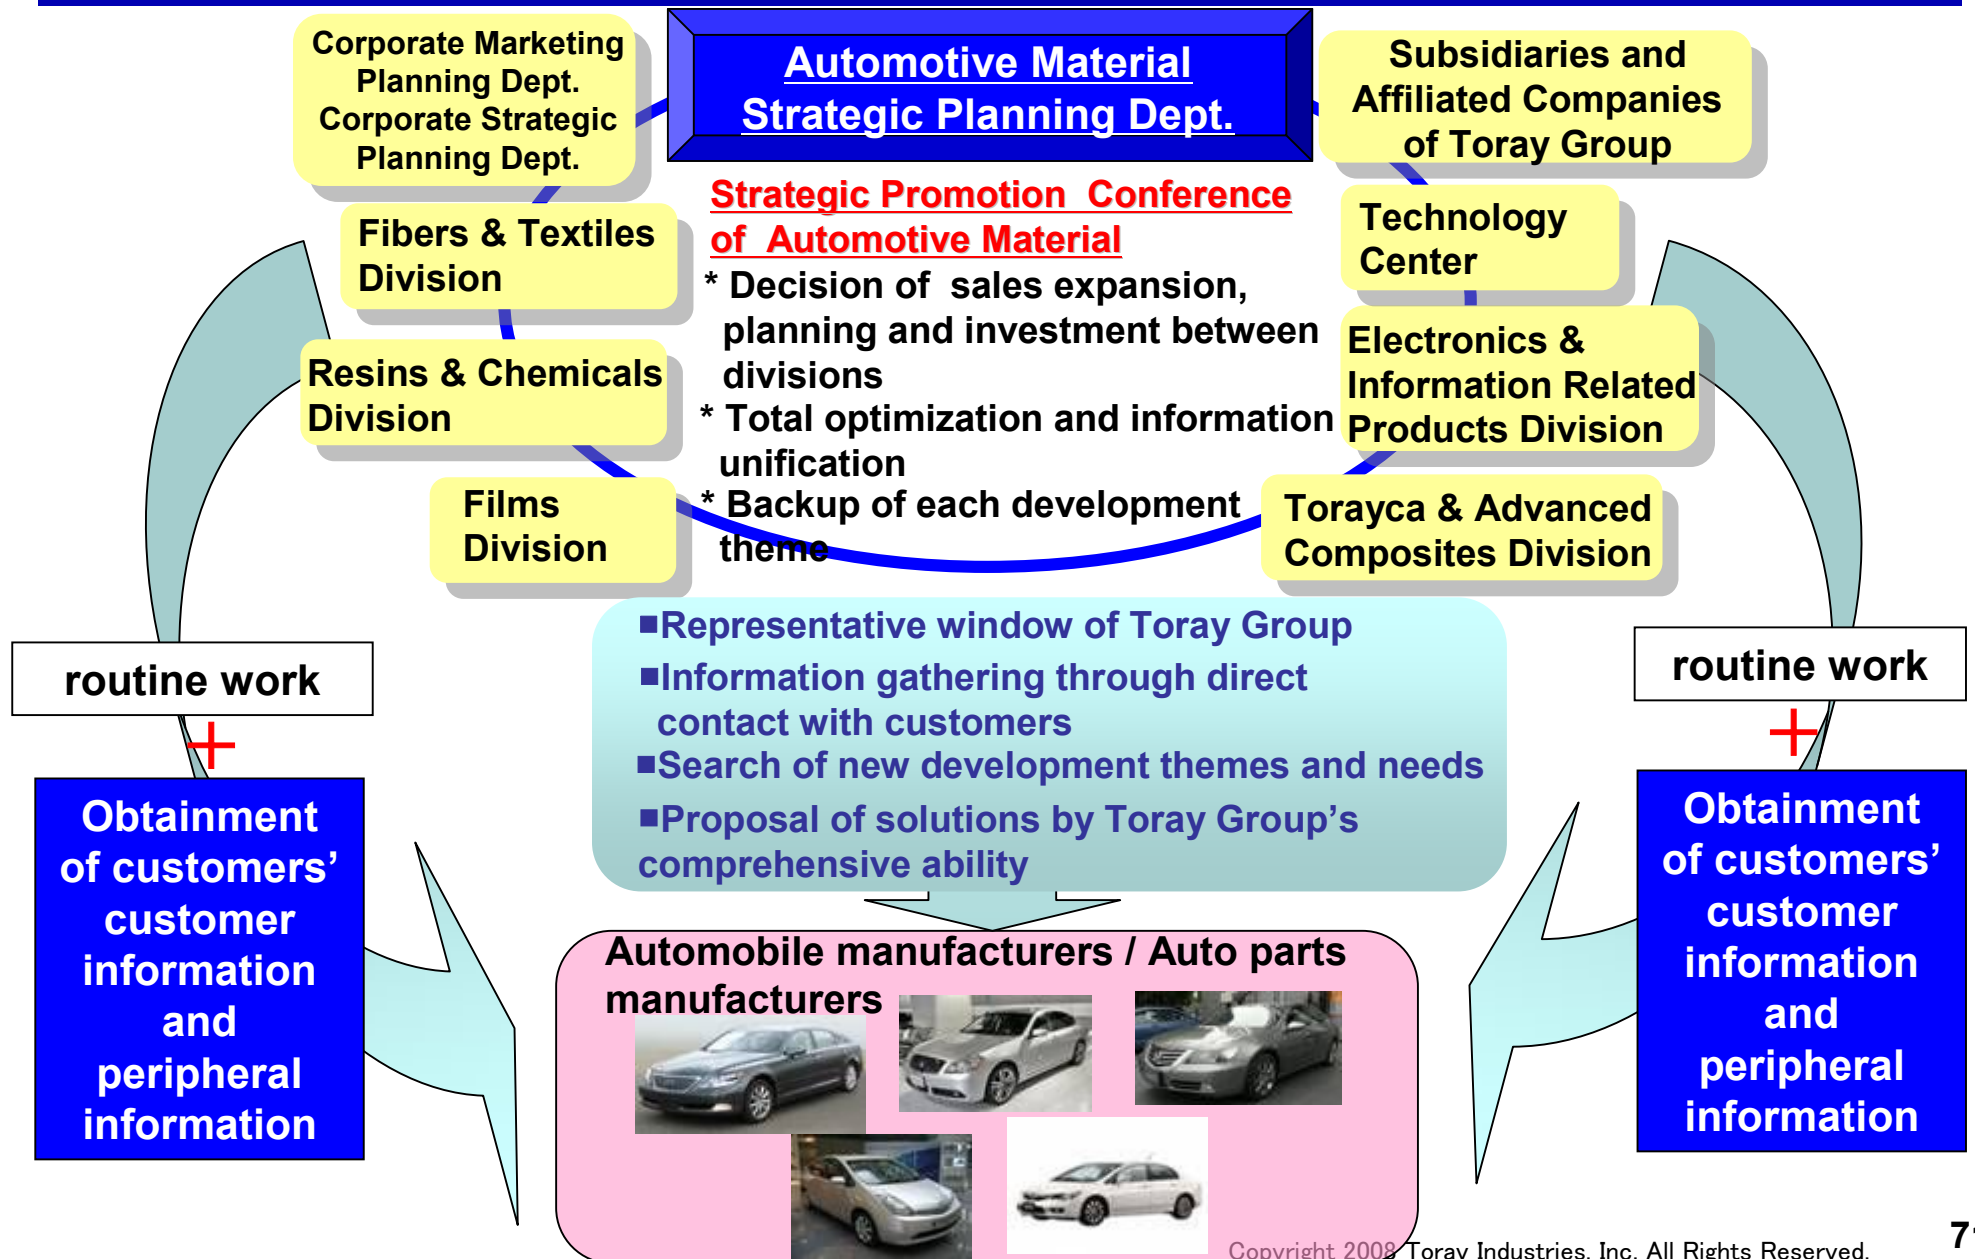 Corporate Marketing
Planning Dept.
Corporate Strategic
Planning Dept.
Automotive Material
Strategic Planning Dept.
Subsidiaries and
Affiliated Companies
of Toray Group
Strategic Promotion Conference
of Automotive Material
* Decision of sales expansion,
planning and investment between
divisions
* Total optimization and information
unification
* Backup of each development
theme
Fibers & Textiles
Division
Resins & Chemicals
Division
Films
Division
Technology
Center
Electronics &
Information Related
Products Division
Torayca & Advanced
Composites Division
■Representative window of Toray Group
■Information gathering through direct
contact with customers
■Search of new development themes and needs
■Proposal of solutions by Toray Group’s
comprehensive ability
routine work
+
Obtainment
of customers’
customer
information
and
peripheral
information
routine work
+
Obtainment
of customers’
customer
information
and
peripheral
information
Automobile manufacturers / Auto parts
manufacturers
Copyright 2008 Toray Industries, Inc. All Rights Reserved.